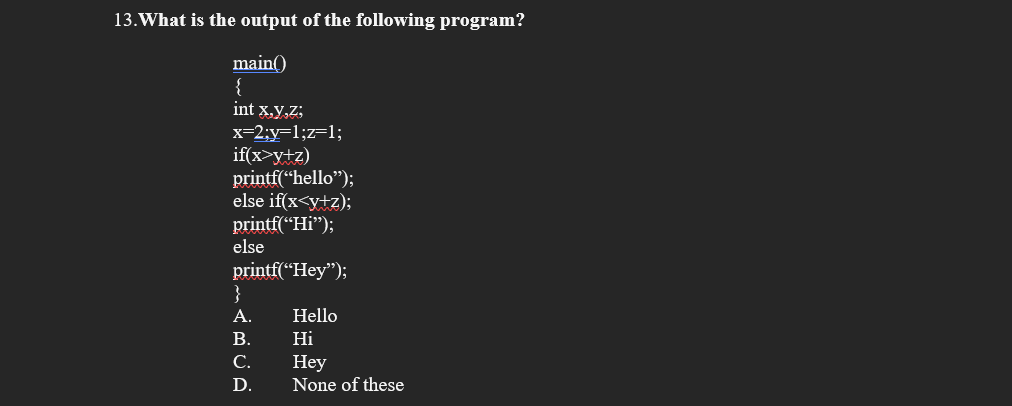 13.What is the output of the following program?
main()
{
int x,y,z;
x=2;y=1;z=1;
if(x>y+z)
printf(“hello”);
else if(x<y+z);
printf(“Hi”);
else
printf(“Hey”);
}
A. Hello
B. Hi
C. Hey
D. None of these